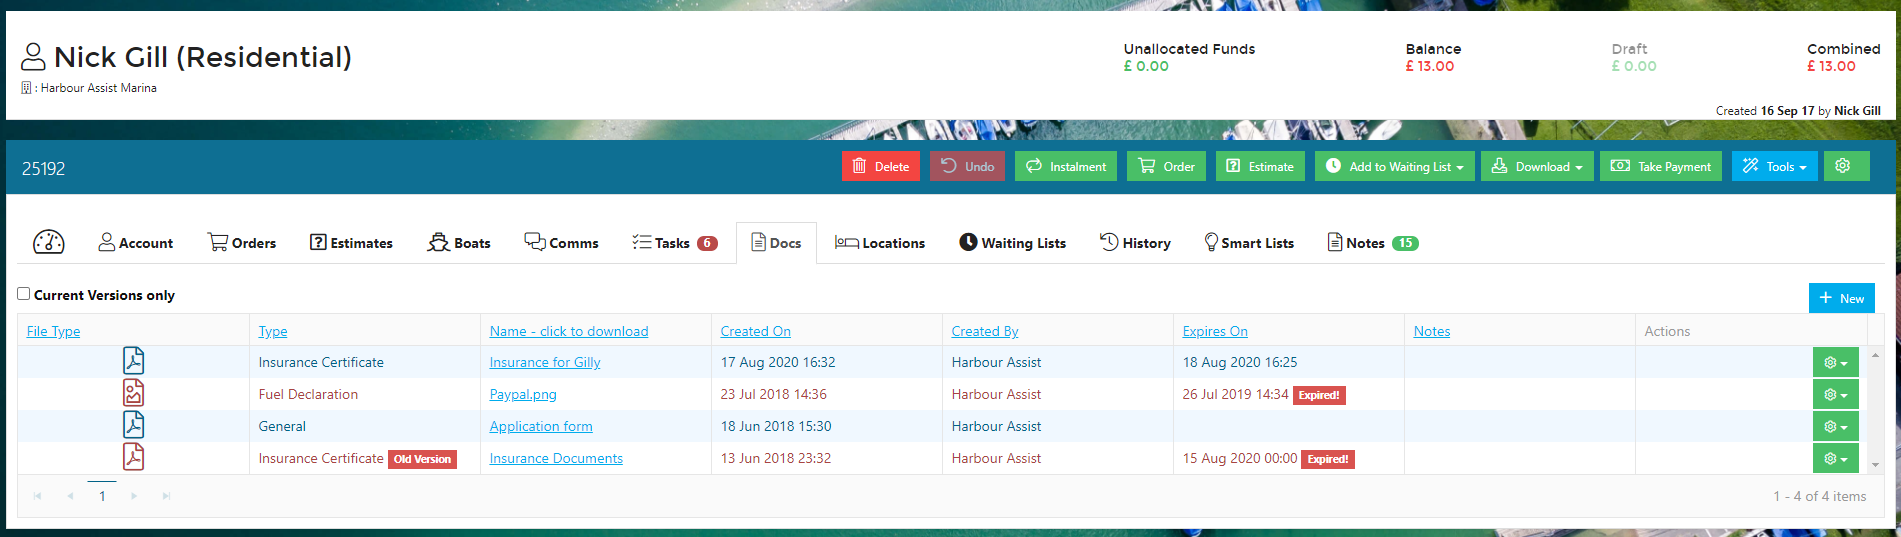 Nick Gill (Residential)
: Harbour Assist Marina
Unallocated Funds
£ 0.00
Balance
£ 13.00
Draft
£ 0.00
Combined
£ 13.00
Created 16 Sep 17 by Nick Gill
25192
Delete Undo Instalment Order Estimate Add to Waiting List Download Take Payment Tools
Account Orders Estimates Boats Comms Tasks 6 Docs Locations Waiting Lists History Smart Lists Notes 15
Current Versions only
+ New
File Type Type Name - click to download Created On Created By Expires On Notes Actions
Insurance Certificate Insurance for Gilly 17 Aug 2020 16:32 Harbour Assist 18 Aug 2020 16:25
Fuel Declaration Paypal.png 23 Jul 2018 14:36 Harbour Assist 26 Jul 2019 14:34 Expired!
General Application form 18 Jun 2018 15:30 Harbour Assist
Insurance Certificate Old Version Insurance Documents 13 Jun 2018 23:32 Harbour Assist 15 Aug 2020 00:00 Expired!
1
1 - 4 of 4 items